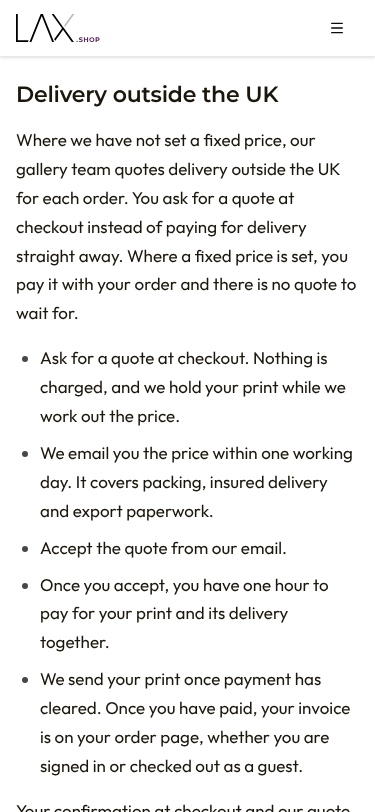 LAX.SHOP
Delivery outside the UK
Where we have not set a fixed price, our
gallery team quotes delivery outside the UK
for each order. You ask for a quote at
checkout instead of paying for delivery
straight away. Where a fixed price is set, you
pay it with your order and there is no quote to
wait for.
Ask for a quote at checkout. Nothing is
charged, and we hold your print while we
work out the price.
We email you the price within one working
day. It covers packing, insured delivery
and export paperwork.
Accept the quote from our email.
Once you accept, you have one hour to
pay for your print and its delivery
together.
We send your print once payment has
cleared. Once you have paid, your invoice
is on your order page, whether you are
signed in or checked out as a guest.
Your confirmation at checkout and our quote